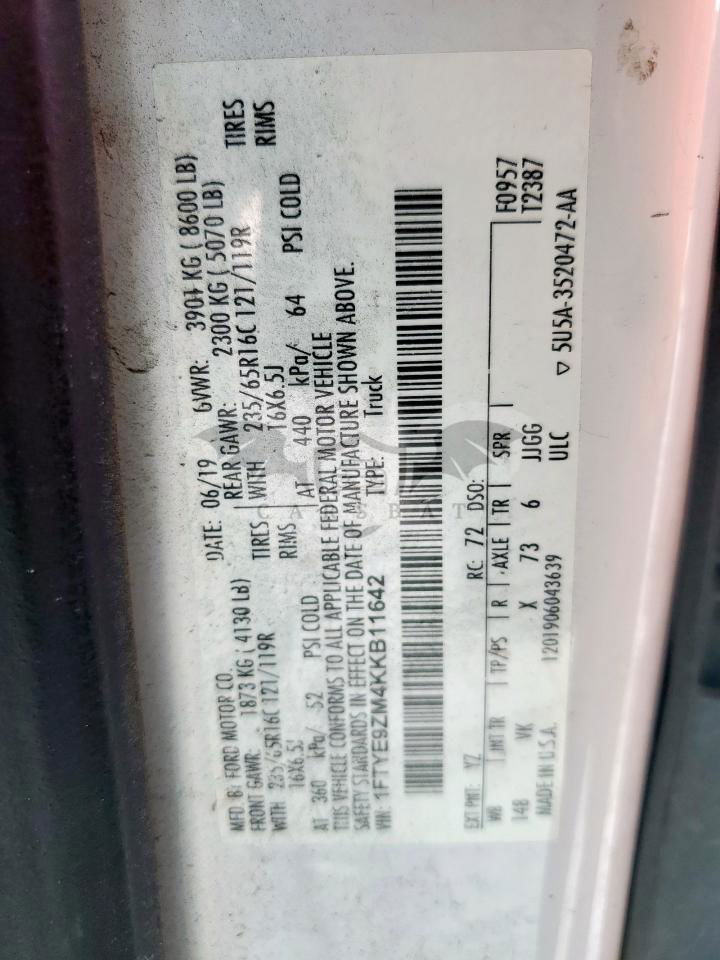 MFD. BY FORD MOTOR CO. DATE: 06/19 GVWR: 3901 KG ( 8600 LB)
FRONT GAWR: 1873 KG ( 4130 LB) REAR GAWR: 2300 KG ( 5070 LB)
WITH 235/65R16C 121/119R TIRES WITH 235/65R16C 121/119R TIRES
16X6.5J RIMS 16X6.5J RIMS
AT 360 kPa/ 52 PSI COLD AT 440 kPa/ 64 PSI COLD
THIS VEHICLE CONFORMS TO ALL APPLICABLE FEDERAL MOTOR VEHICLE
SAFETY STANDARDS IN EFFECT ON THE DATE OF MANUFACTURE SHOWN ABOVE.
VIN: 1FTYE9ZM4KKB11642 TYPE: Truck
EXT PNT: YZ RC: 72 DSO:
WB INT TR TP/PS R AXLE TR SPR F0957
148 VK X 73 6 JJGG T2387
MADE IN U.S.A. 1201906043639 ULC ▽ 5U5A-3520472-AA
CARSBAT